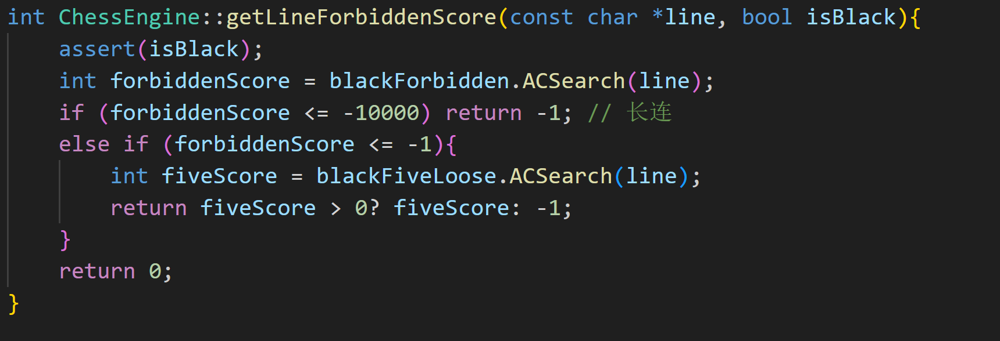 int ChessEngine::getLineForbiddenScore(const char *line, bool isBlack){
    assert(isBlack);
    int forbiddenScore = blackForbidden.ACSearch(line);
    if (forbiddenScore <= -10000) return -1; // 长连
    else if (forbiddenScore <= -1){
        int fiveScore = blackFiveLoose.ACSearch(line);
        return fiveScore > 0? fiveScore: -1;
    }
    return 0;
}